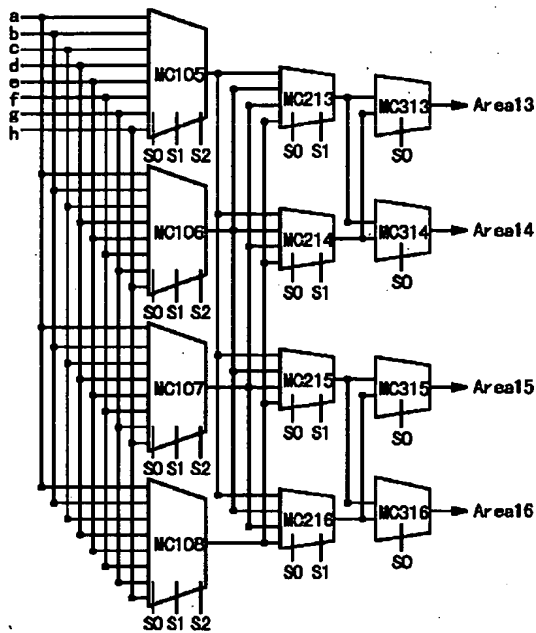 a
b
c
d
e
f
g
h
MC105
S0 S1 S2
MC213
S0 S1
MC313
S0
Area13
MC106
S0 S1 S2
MC214
S0 S1
MC314
S0
Area14
MC107
S0 S1 S2
MC215
S0 S1
MC315
S0
Area15
MC108
S0 S1 S2
MC216
S0 S1
MC316
S0
Area16